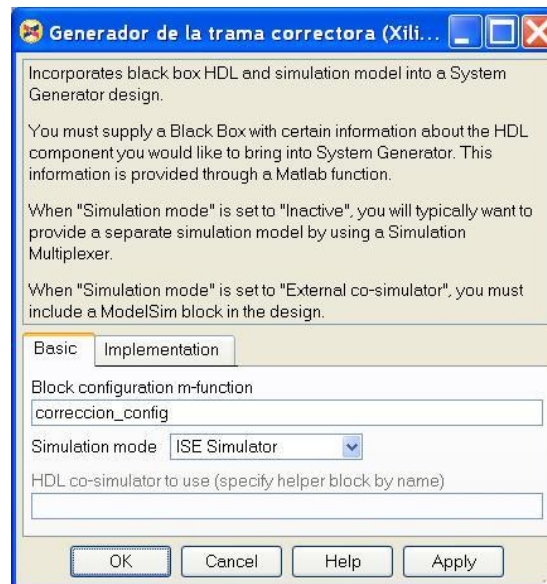 Generador de la trama correctora (Xili...
Incorporates black box HDL and simulation model into a System
Generator design.
You must supply a Black Box with certain information about the HDL
component you would like to bring into System Generator. This
information is provided through a Matlab function.
When "Simulation mode" is set to "Inactive", you will typically want to
provide a separate simulation model by using a Simulation
Multiplexer.
When "Simulation mode" is set to "External co-simulator", you must
include a ModelSim block in the design.
Basic Implementation
Block configuration m-function
correccion_config
Simulation mode ISE Simulator
HDL co-simulator to use (specify helper block by name)
OK Cancel Help Apply